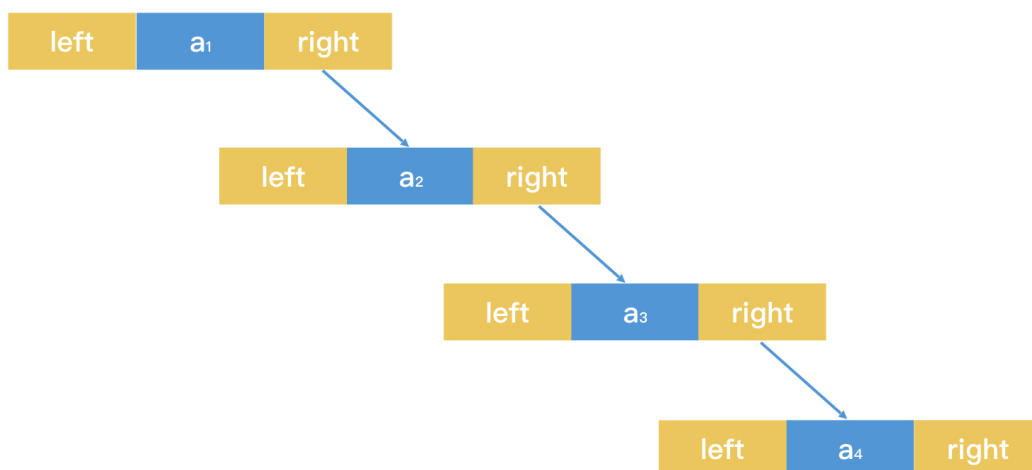 left a₁ right
left a₂ right
left a₃ right
left a₄ right